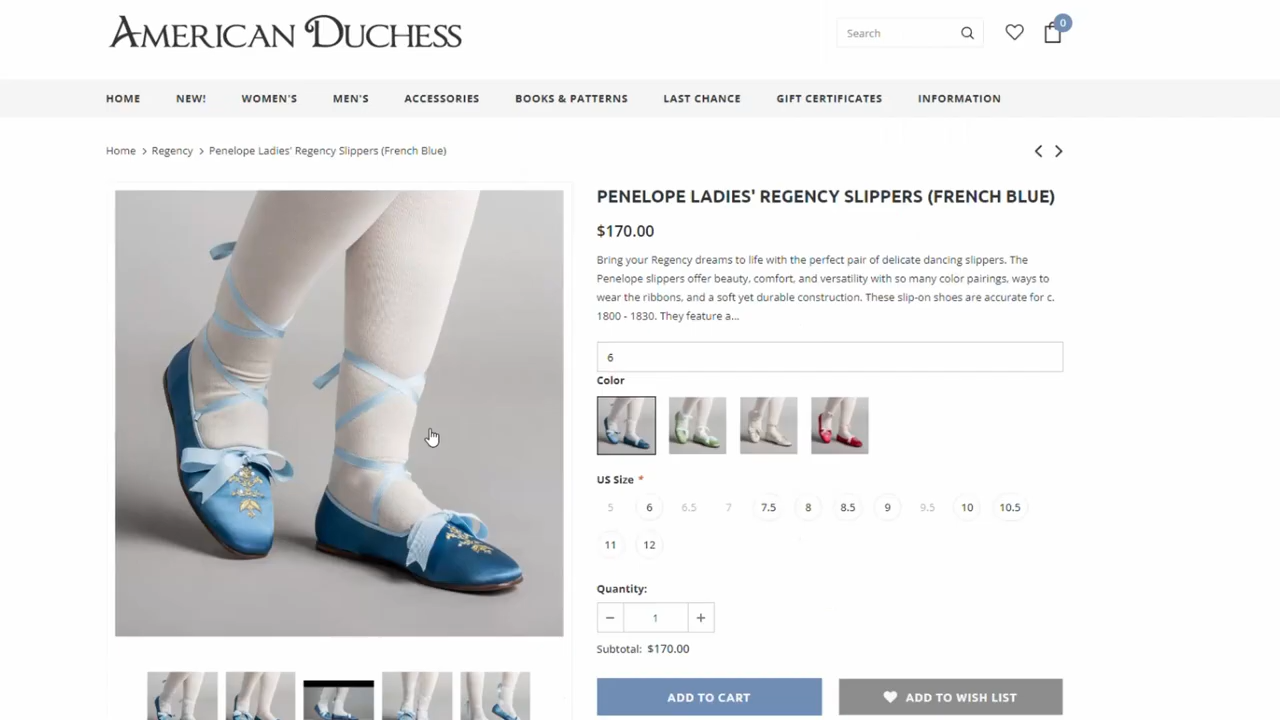 AMERICAN DUCHESS
Search
0
HOME NEW! WOMEN'S MEN'S ACCESSORIES BOOKS & PATTERNS LAST CHANCE GIFT CERTIFICATES INFORMATION
Home > Regency > Penelope Ladies' Regency Slippers (French Blue)
PENELOPE LADIES' REGENCY SLIPPERS (FRENCH BLUE)
$170.00
Bring your Regency dreams to life with the perfect pair of delicate dancing slippers. The
Penelope slippers offer beauty, comfort, and versatility with so many color pairings, ways to
wear the ribbons, and a soft yet durable construction. These slip-on shoes are accurate for c.
1800 - 1830. They feature a...
6
Color
US Size *
5 6 6.5 7 7.5 8 8.5 9 9.5 10 10.5
11 12
Quantity:
− 1 +
Subtotal: $170.00
ADD TO CART ADD TO WISH LIST